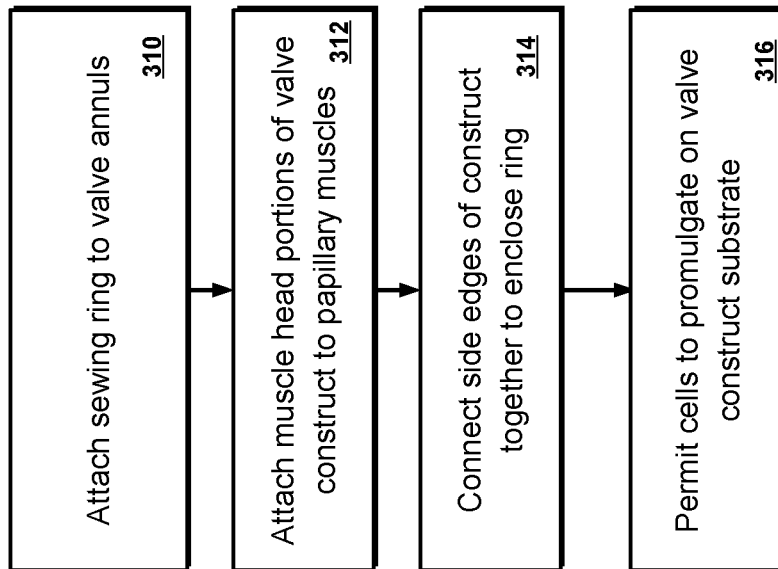 Attach sewing ring to valve annuls
310
Attach muscle head portions of valve
construct to papillary muscles
312
Connect side edges of construct
together to enclose ring
314
Permit cells to promulgate on valve
construct substrate
316